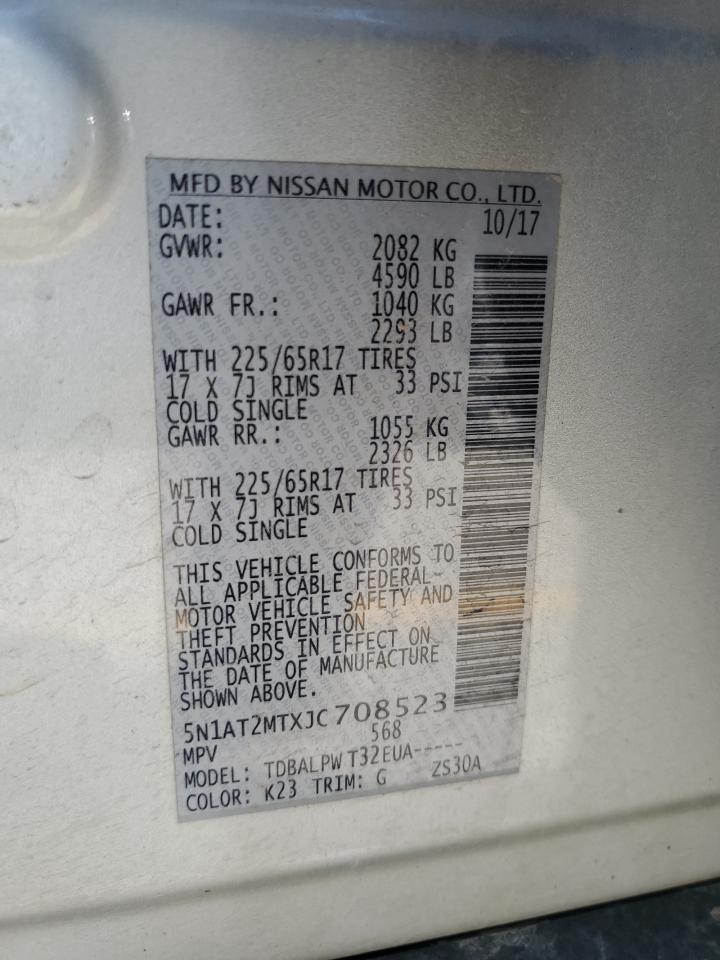 MFD BY NISSAN MOTOR CO., LTD.
DATE: 10/17
GVWR: 2082 KG
4590 LB
GAWR FR.: 1040 KG
2293 LB
WITH 225/65R17 TIRES
17 X 7J RIMS AT 33 PSI
COLD SINGLE
GAWR RR.: 1055 KG
2326 LB
WITH 225/65R17 TIRES
17 X 7J RIMS AT 33 PSI
COLD SINGLE
THIS VEHICLE CONFORMS TO
ALL APPLICABLE FEDERAL
MOTOR VEHICLE SAFETY AND
THEFT PREVENTION
STANDARDS IN EFFECT ON
THE DATE OF MANUFACTURE
SHOWN ABOVE.
5N1AT2MTXJC708523
MPV 568
MODEL: TDBALPW T32EUA-----
COLOR: K23 TRIM: G ZS30A